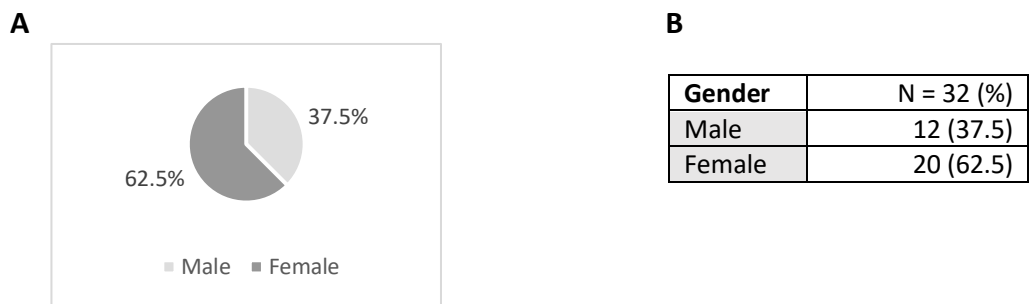 A
37.5%
62.5%
Male Female
B
Gender N = 32 (%)
Male 12 (37.5)
Female 20 (62.5)